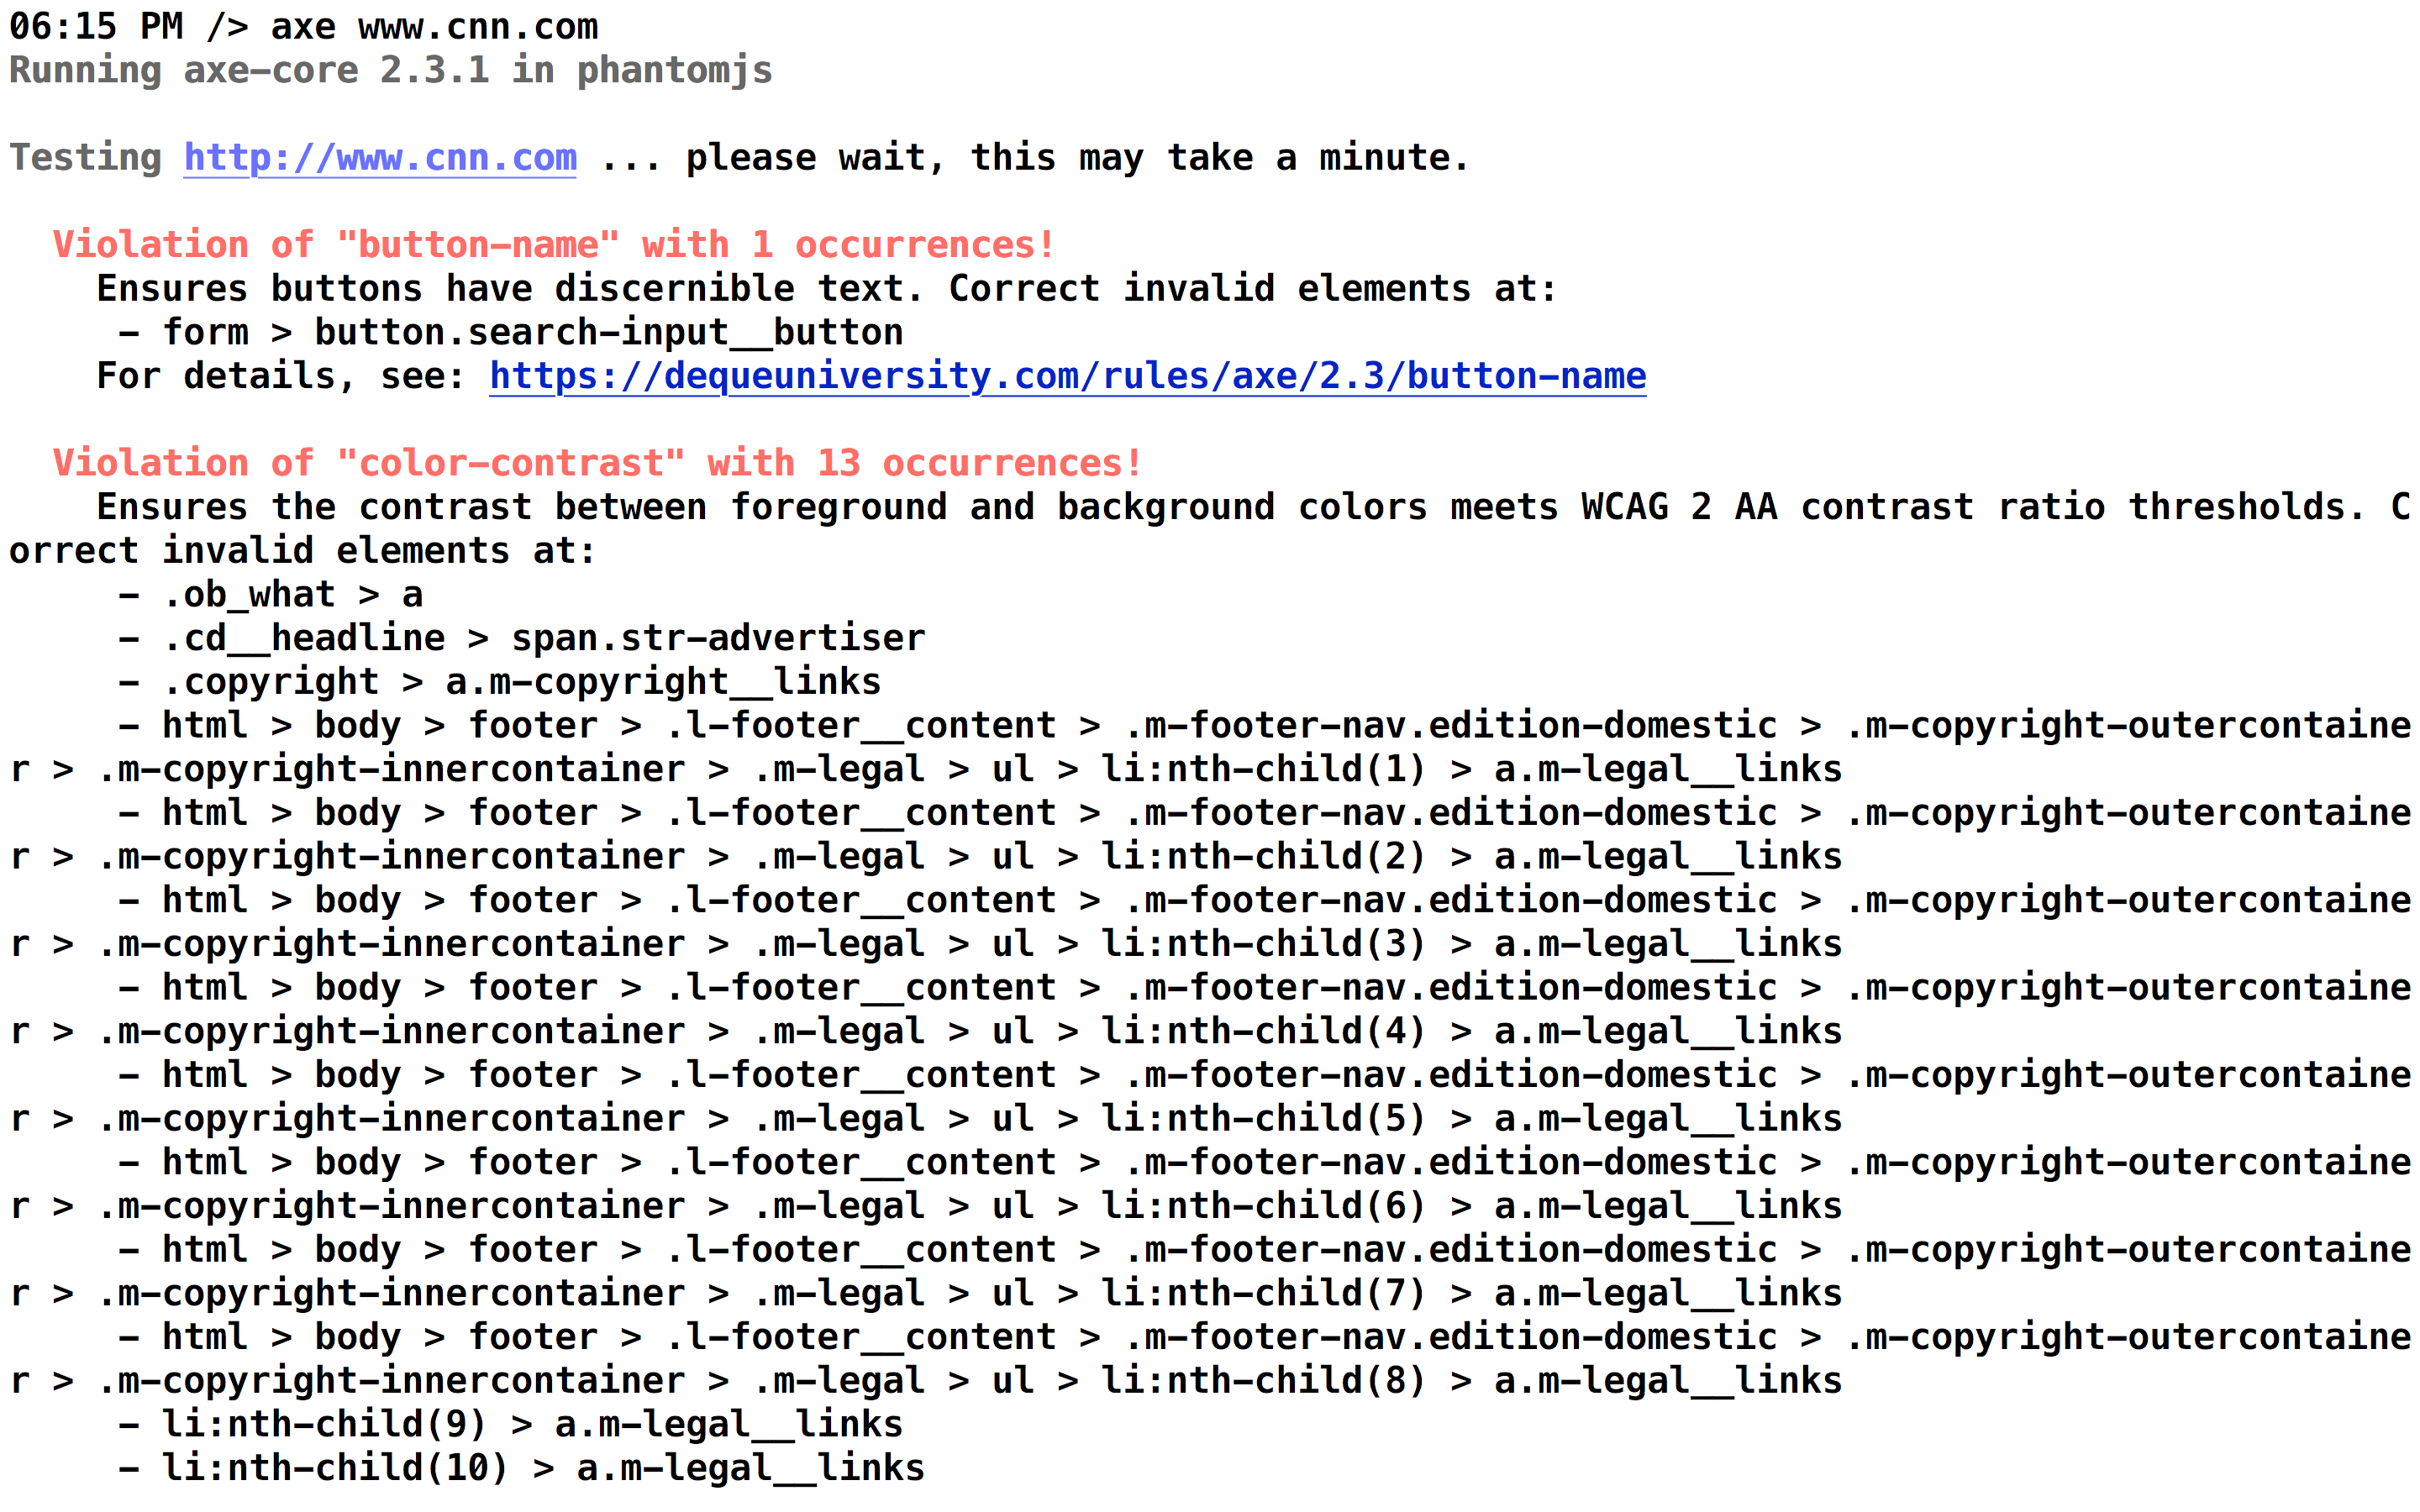 06:15 PM /> axe www.cnn.com
Running axe-core 2.3.1 in phantomjs
Testing http://www.cnn.com ... please wait, this may take a minute.
Violation of "button-name" with 1 occurrences!
Ensures buttons have discernible text. Correct invalid elements at:
- form > button.search-input__button
For details, see: https://dequeuniversity.com/rules/axe/2.3/button-name
Violation of "color-contrast" with 13 occurrences!
Ensures the contrast between foreground and background colors meets WCAG 2 AA contrast ratio thresholds. C
orrect invalid elements at:
- .ob_what > a
- .cd__headline > span.str-advertiser
- .copyright > a.m-copyright__links
- html > body > footer > .l-footer__content > .m-footer-nav.edition-domestic > .m-copyright-outercontaine
r > .m-copyright-innercontainer > .m-legal > ul > li:nth-child(1) > a.m-legal__links
- html > body > footer > .l-footer__content > .m-footer-nav.edition-domestic > .m-copyright-outercontaine
r > .m-copyright-innercontainer > .m-legal > ul > li:nth-child(2) > a.m-legal__links
- html > body > footer > .l-footer__content > .m-footer-nav.edition-domestic > .m-copyright-outercontaine
r > .m-copyright-innercontainer > .m-legal > ul > li:nth-child(3) > a.m-legal__links
- html > body > footer > .l-footer__content > .m-footer-nav.edition-domestic > .m-copyright-outercontaine
r > .m-copyright-innercontainer > .m-legal > ul > li:nth-child(4) > a.m-legal__links
- html > body > footer > .l-footer__content > .m-footer-nav.edition-domestic > .m-copyright-outercontaine
r > .m-copyright-innercontainer > .m-legal > ul > li:nth-child(5) > a.m-legal__links
- html > body > footer > .l-footer__content > .m-footer-nav.edition-domestic > .m-copyright-outercontaine
r > .m-copyright-innercontainer > .m-legal > ul > li:nth-child(6) > a.m-legal__links
- html > body > footer > .l-footer__content > .m-footer-nav.edition-domestic > .m-copyright-outercontaine
r > .m-copyright-innercontainer > .m-legal > ul > li:nth-child(7) > a.m-legal__links
- html > body > footer > .l-footer__content > .m-footer-nav.edition-domestic > .m-copyright-outercontaine
r > .m-copyright-innercontainer > .m-legal > ul > li:nth-child(8) > a.m-legal__links
- li:nth-child(9) > a.m-legal__links
- li:nth-child(10) > a.m-legal__links